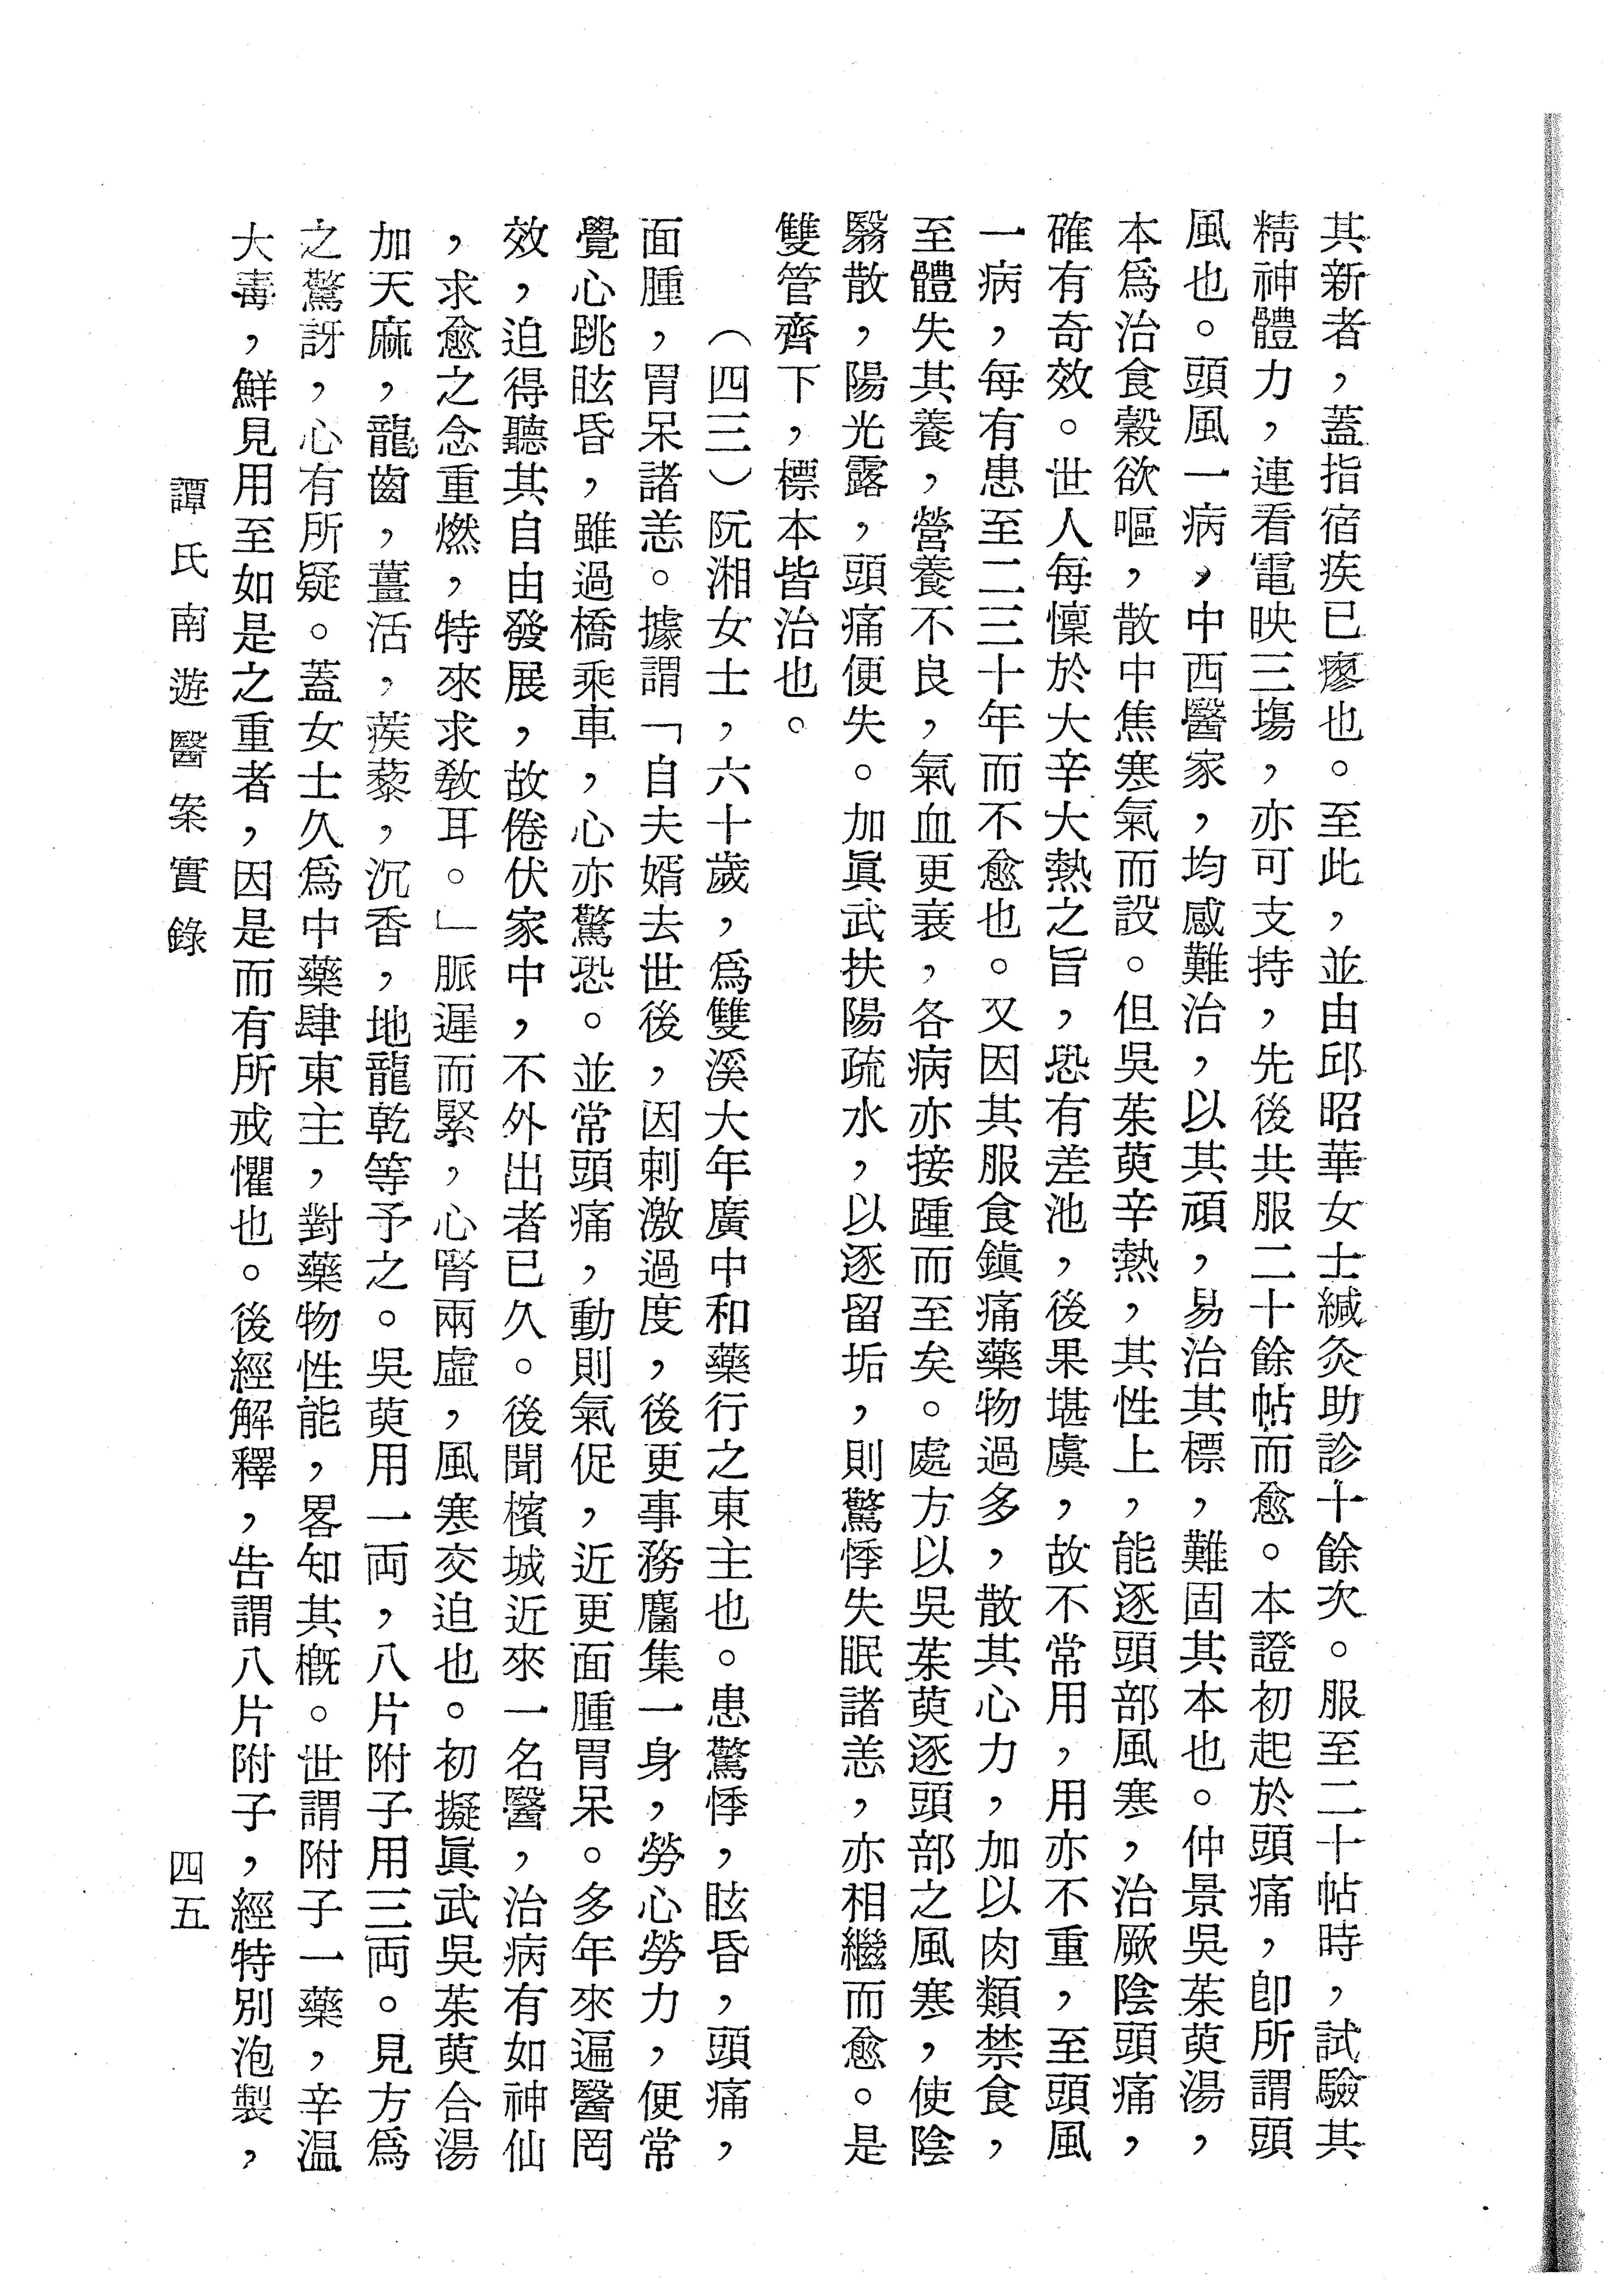 其新者，蓋指宿疾已瘳也。至此，並由邱昭華女士緘灸助診十餘次。服至二十帖時，試驗其
精神體力，連看電映三塲，亦可支持，先後共服二十餘帖而愈。本證初起於頭痛，卽所謂頭
風也。頭風一病，中西醫家，均感難治，以其頑，易治其標，難固其本也。仲景吳茱萸湯，
本爲治食穀欲嘔，散中焦寒氣而設。但吳茱萸辛熱，其性上，能逐頭部風寒，治厥陰頭痛，
確有奇效。世人每懍於大辛大熱之旨，恐有差池，後果堪虞，故不常用，用亦不重，至頭風
一病，每有患至二三十年而不愈也。又因其服食鎭痛藥物過多，散其心力，加以肉類禁食，
至體失其養，營養不良，氣血更衰，各病亦接踵而至矣。處方以吳茱萸逐頭部之風寒，使陰
翳散，陽光露，頭痛便失。加眞武扶陽疏水，以逐留垢，則驚悸失眠諸恙，亦相繼而愈。是
雙管齊下，標本皆治也。
（四三）阮湘女士，六十歲，爲雙溪大年廣中和藥行之東主也。患驚悸，眩昏，頭痛，
面腫，胃呆諸恙。據謂「自夫婿去世後，因刺激過度，後更事務麕集一身，勞心勞力，便常
覺心跳眩昏，雖過橋乘車，心亦驚恐。並常頭痛，動則氣促，近更面腫胃呆。多年來遍醫罔
效，迫得聽其自由發展，故倦伏家中，不外出者已久。後聞檳城近來一名醫，治病有如神仙
，求愈之念重燃，特來求教耳。」脈遲而緊，心腎兩虛，風寒交迫也。初擬眞武吳茱萸合湯
加天麻，龍齒，薑活，蒺藜，沉香，地龍乾等予之。吳萸用一両，八片附子用三両。見方爲
之驚訝，心有所疑。蓋女士久爲中藥肆東主，對藥物性能，畧知其概。世謂附子一藥，辛温
大毒，鮮見用至如是之重者，因是而有所戒懼也。後經解釋，告謂八片附子，經特別泡製，
譚氏南遊醫案實錄
四五